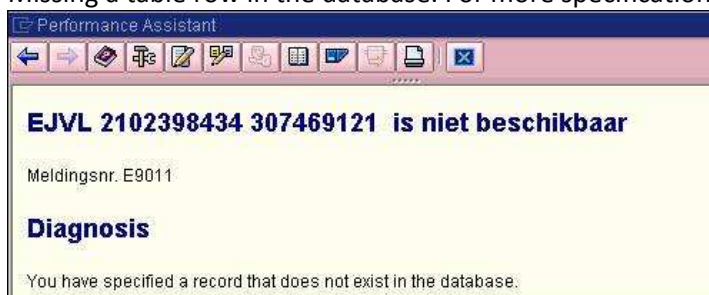 Missing a table row in the database. For more specification
Performance Assistant
EJVL 2102398434 307469121 is niet beschikbaar
Meldingsnr. E9011
Diagnosis
You have specified a record that does not exist in the database.